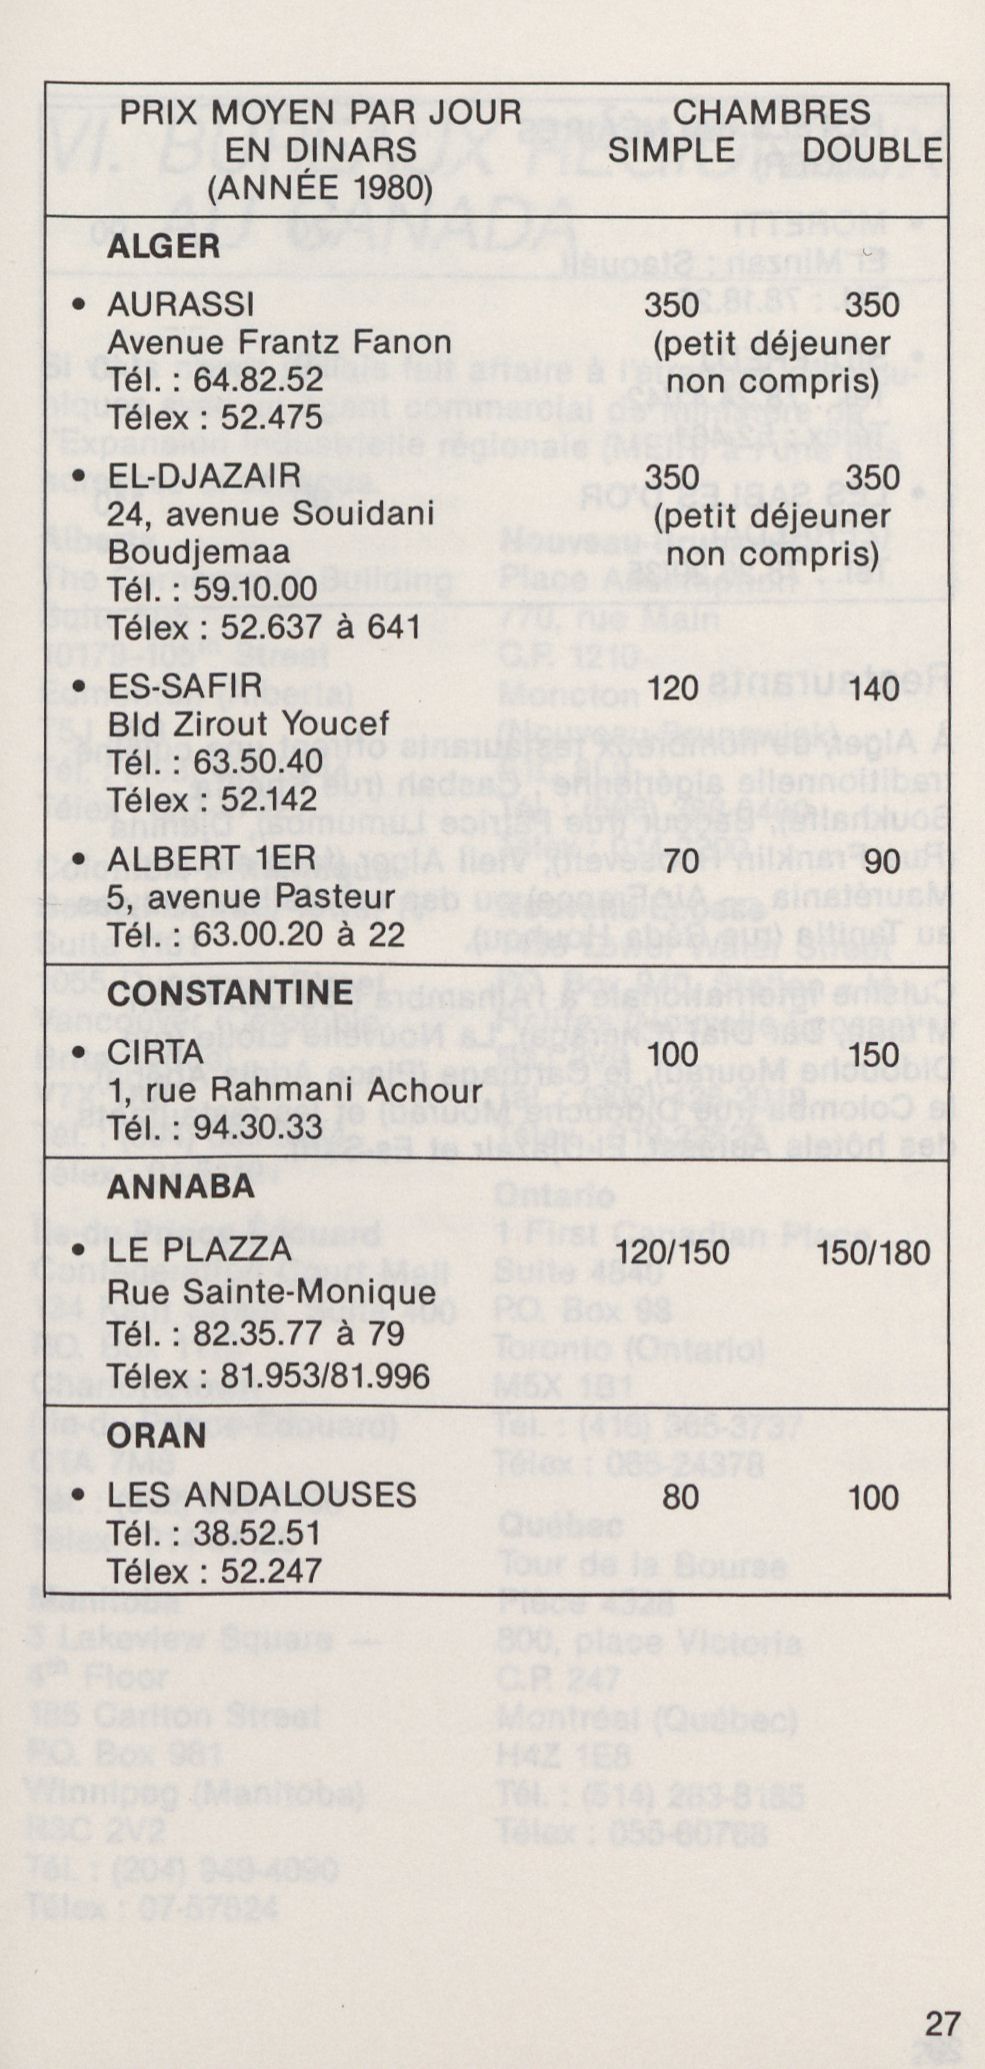 PRIX MOYEN PAR JOUR CHAMBRES
EN DINARS SIMPLE DOUBLE
(ANNÉE 1980)
ALGER
• AURASSI 350 350
Avenue Frantz Fanon (petit déjeuner
Tél. : 64.82.52 non compris)
Télex : 52.475
• EL-DJAZAIR 350 350
24, avenue Souidani (petit déjeuner
Boudjemaa non compris)
Tél. : 59.10.00
Télex : 52.637 à 641
• ES-SAFIR 120 140
Bld Zirout Youcef
Tél. : 63.50.40
Télex : 52.142
• ALBERT 1ER 70 90
5, avenue Pasteur
Tél. : 63.00.20 à 22
CONSTANTINE
• CIRTA 100 150
1, rue Rahmani Achour
Tél. : 94.30.33
ANNABA
• LE PLAZZA 120/150 150/180
Rue Sainte-Monique
Tél. : 82.35.77 à 79
Télex : 81.953/81.996
ORAN
• LES ANDALOUSES 80 100
Tél. : 38.52.51
Télex : 52.247
27